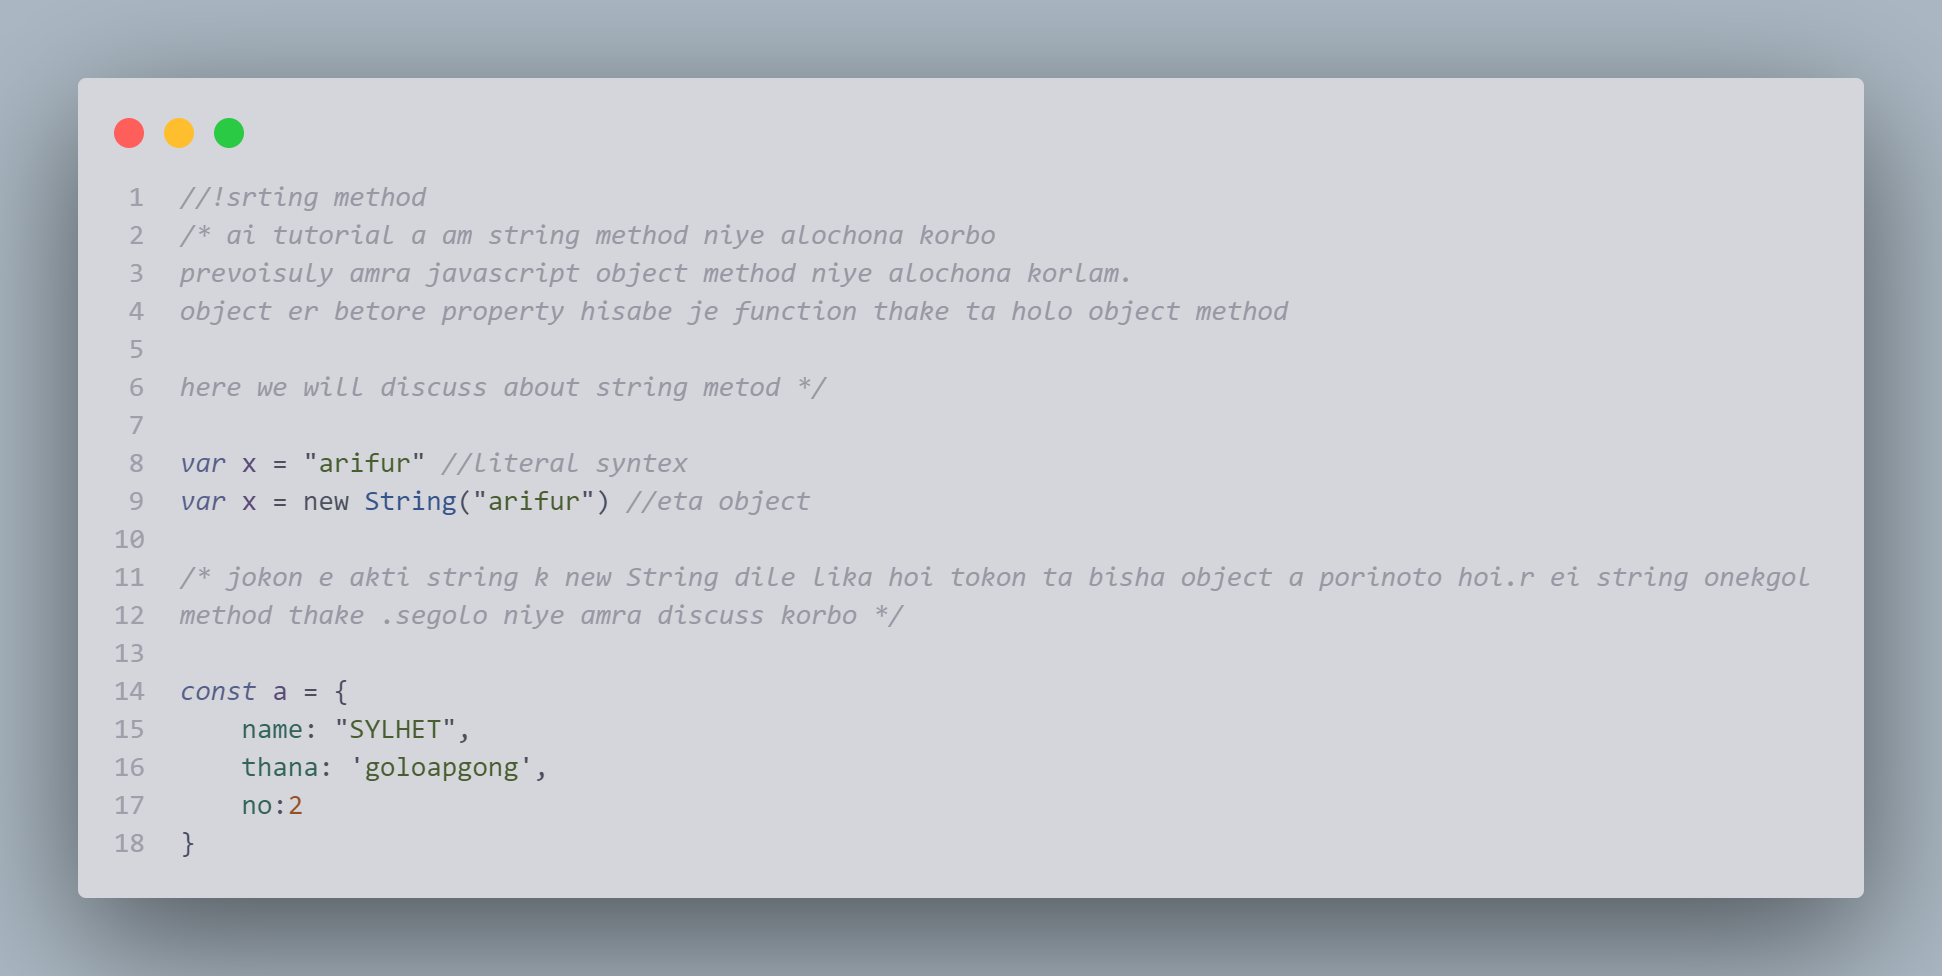 1 //!srting method
2 /* ai tutorial a am string method niye alochona korbo
3 prevoisuly amra javascript object method niye alochona korlam.
4 object er betore property hisabe je function thake ta holo object method
5
6 here we will discuss about string metod */
7
8 var x = "arifur" //literal syntex
9 var x = new String("arifur") //eta object
10
11 /* jokon e akti string k new String dile lika hoi tokon ta bisha object a porinoto hoi.r ei string onekgol
12 method thake .segolo niye amra discuss korbo */
13
14 const a = {
15     name: "SYLHET",
16     thana: 'goloapgong',
17     no:2
18 }